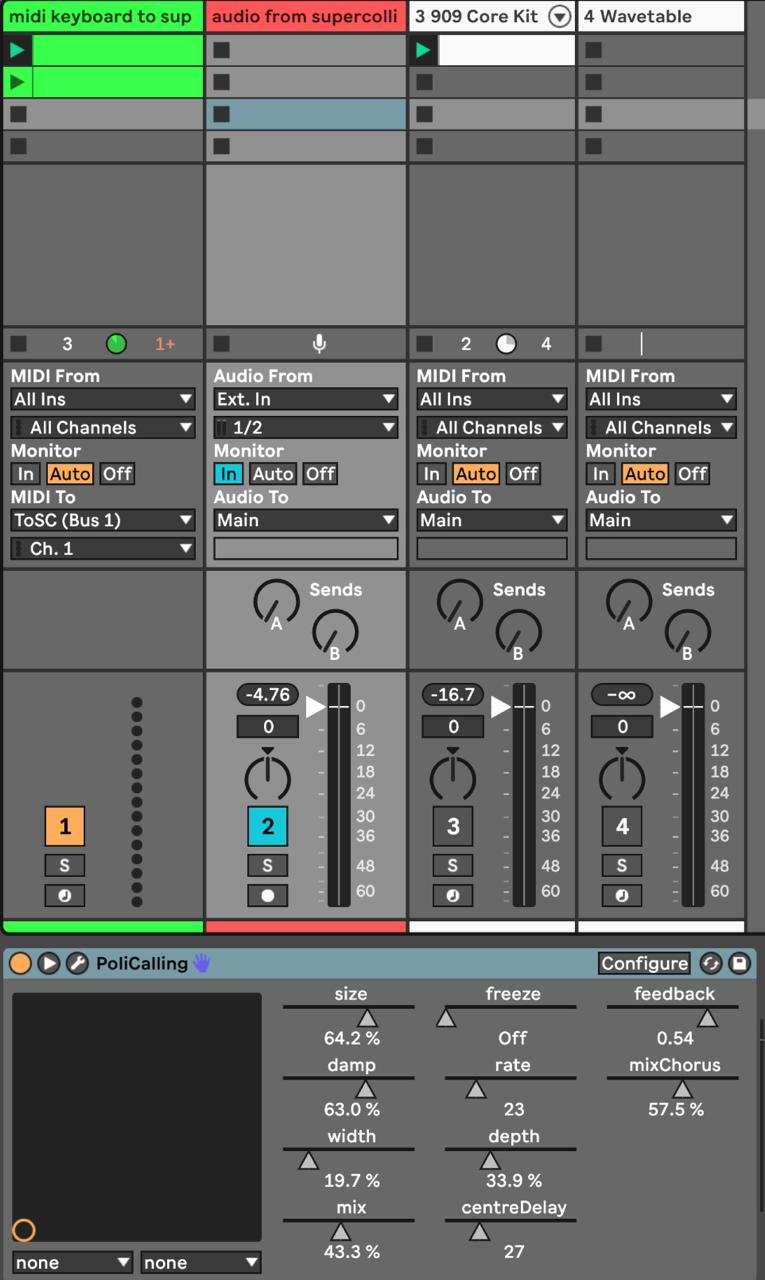 midi keyboard to sup
audio from supercolli
3 909 Core Kit
4 Wavetable
3
1+
2
4
MIDI From
Audio From
MIDI From
MIDI From
All Ins
Ext. In
All Ins
All Ins
All Channels
1/2
All Channels
All Channels
Monitor
Monitor
Monitor
Monitor
In Auto Off
In Auto Off
In Auto Off
In Auto Off
MIDI To
Audio To
Audio To
Audio To
ToSC (Bus 1)
Main
Main
Main
Ch. 1
Sends
Sends
Sends
A
A
A
B
B
B
-4.76
-16.7
-∞
0
0
0
0
0
0
6
6
6
12
12
12
18
18
18
24
24
24
1
2
3
4
30
30
30
36
36
36
S
S
S
S
48
48
48
60
60
60
PoliCalling
Configure
size
freeze
feedback
64.2 %
Off
0.54
damp
rate
mixChorus
63.0 %
23
57.5 %
width
depth
19.7 %
33.9 %
mix
centreDelay
43.3 %
27
none
none